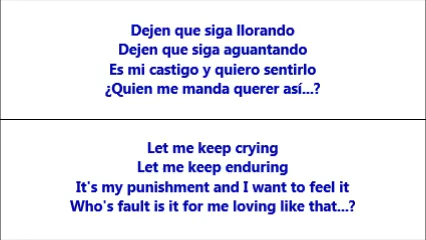 Dejen que siga llorando
Dejen que siga aguantando
Es mi castigo y quiero sentirlo
¿Quien me manda querer así...?
Let me keep crying
Let me keep enduring
It's my punishment and I want to feel it
Who's fault is it for me loving like that...?